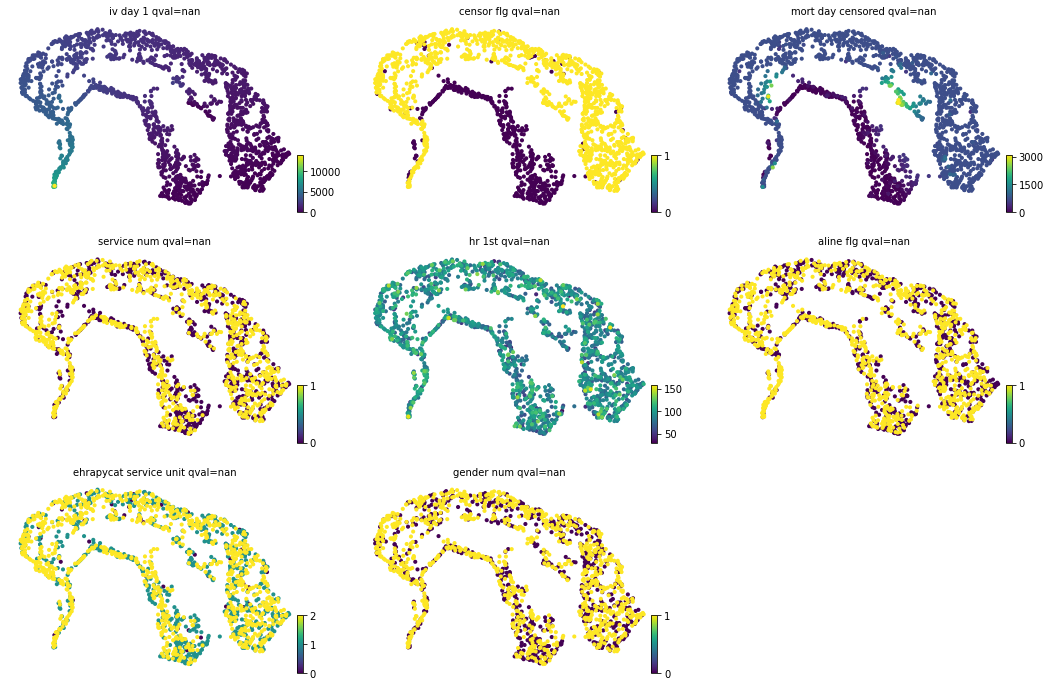 iv day 1 qval=nan
censor flg qval=nan
mort day censored qval=nan
10000
5000
0
1
0
3000
1500
0
service num qval=nan
hr 1st qval=nan
aline flg qval=nan
1
0
150
100
50
1
0
ehrapycat service unit qval=nan
gender num qval=nan
2
1
0
1
0